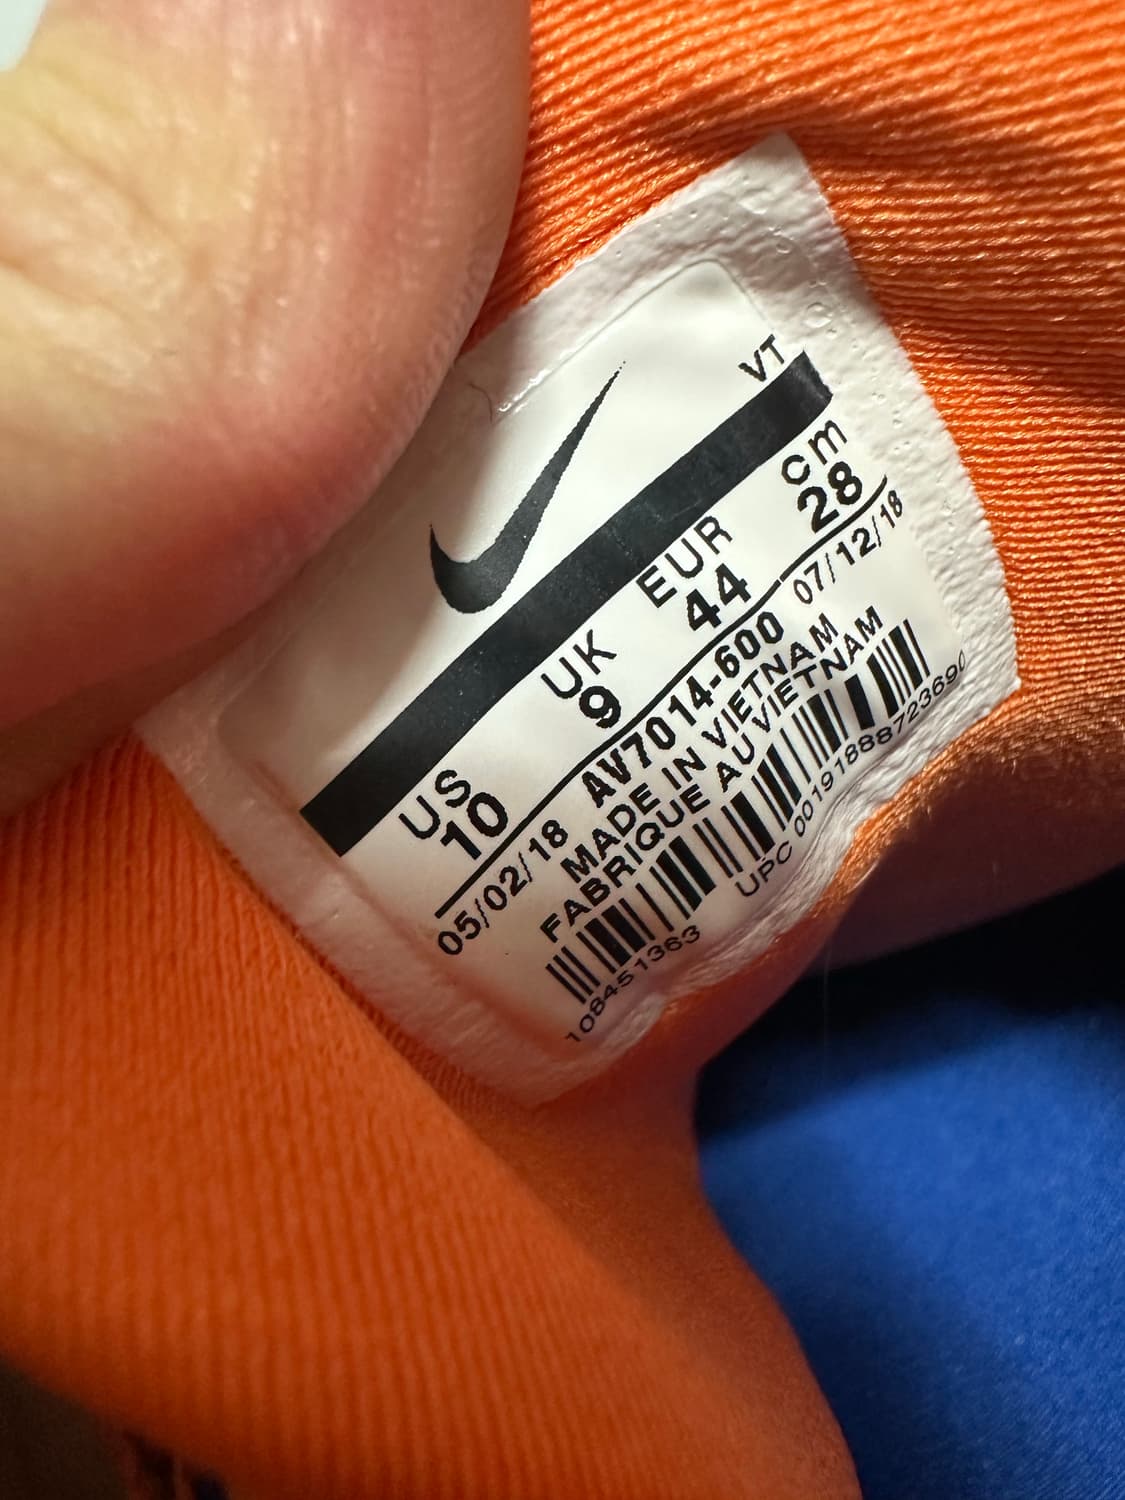 VT
US UK EUR cm
10 9 44 28
05/02/18 AV7014-600 07/12/18
MADE IN VIETNAM
FABRIQUE AU VIETNAM
108451363 UPC 00191888723690